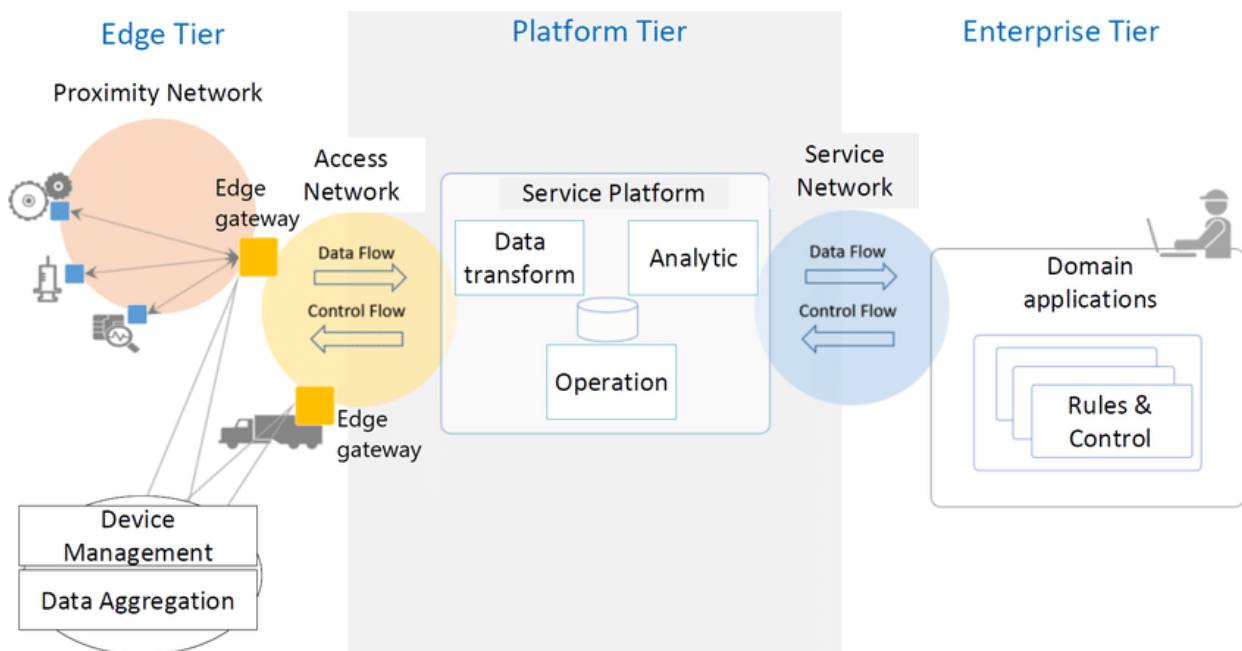 Edge Tier
Platform Tier
Enterprise Tier
Proximity Network
Access
Network
Service
Network
Edge
gateway
Service Platform
Data Flow
Control Flow
Data
transform
Analytic
Operation
Data Flow
Control Flow
Domain
applications
Rules &
Control
Edge
gateway
Device
Management
Data Aggregation